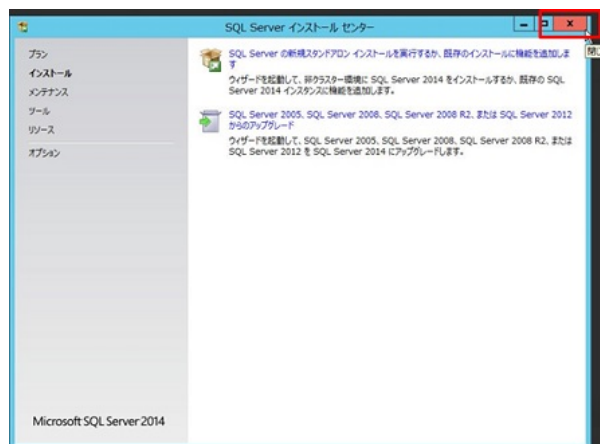 SQL Server インストール センター
プラン
インストール
メンテナンス
ツール
リソース
オプション
SQL Server の新規スタンドアロン インストールを実行するか、既存のインストールに機能を追加しま
す
ウィザードを起動して、非クラスター環境に SQL Server 2014 をインストールするか、既存の SQL
Server 2014 インスタンスに機能を追加します。
SQL Server 2005、SQL Server 2008、SQL Server 2008 R2、または SQL Server 2012
からのアップグレード
ウィザードを起動して、SQL Server 2005、SQL Server 2008、SQL Server 2008 R2、または
SQL Server 2012 を SQL Server 2014 にアップグレードします。
Microsoft SQL Server 2014